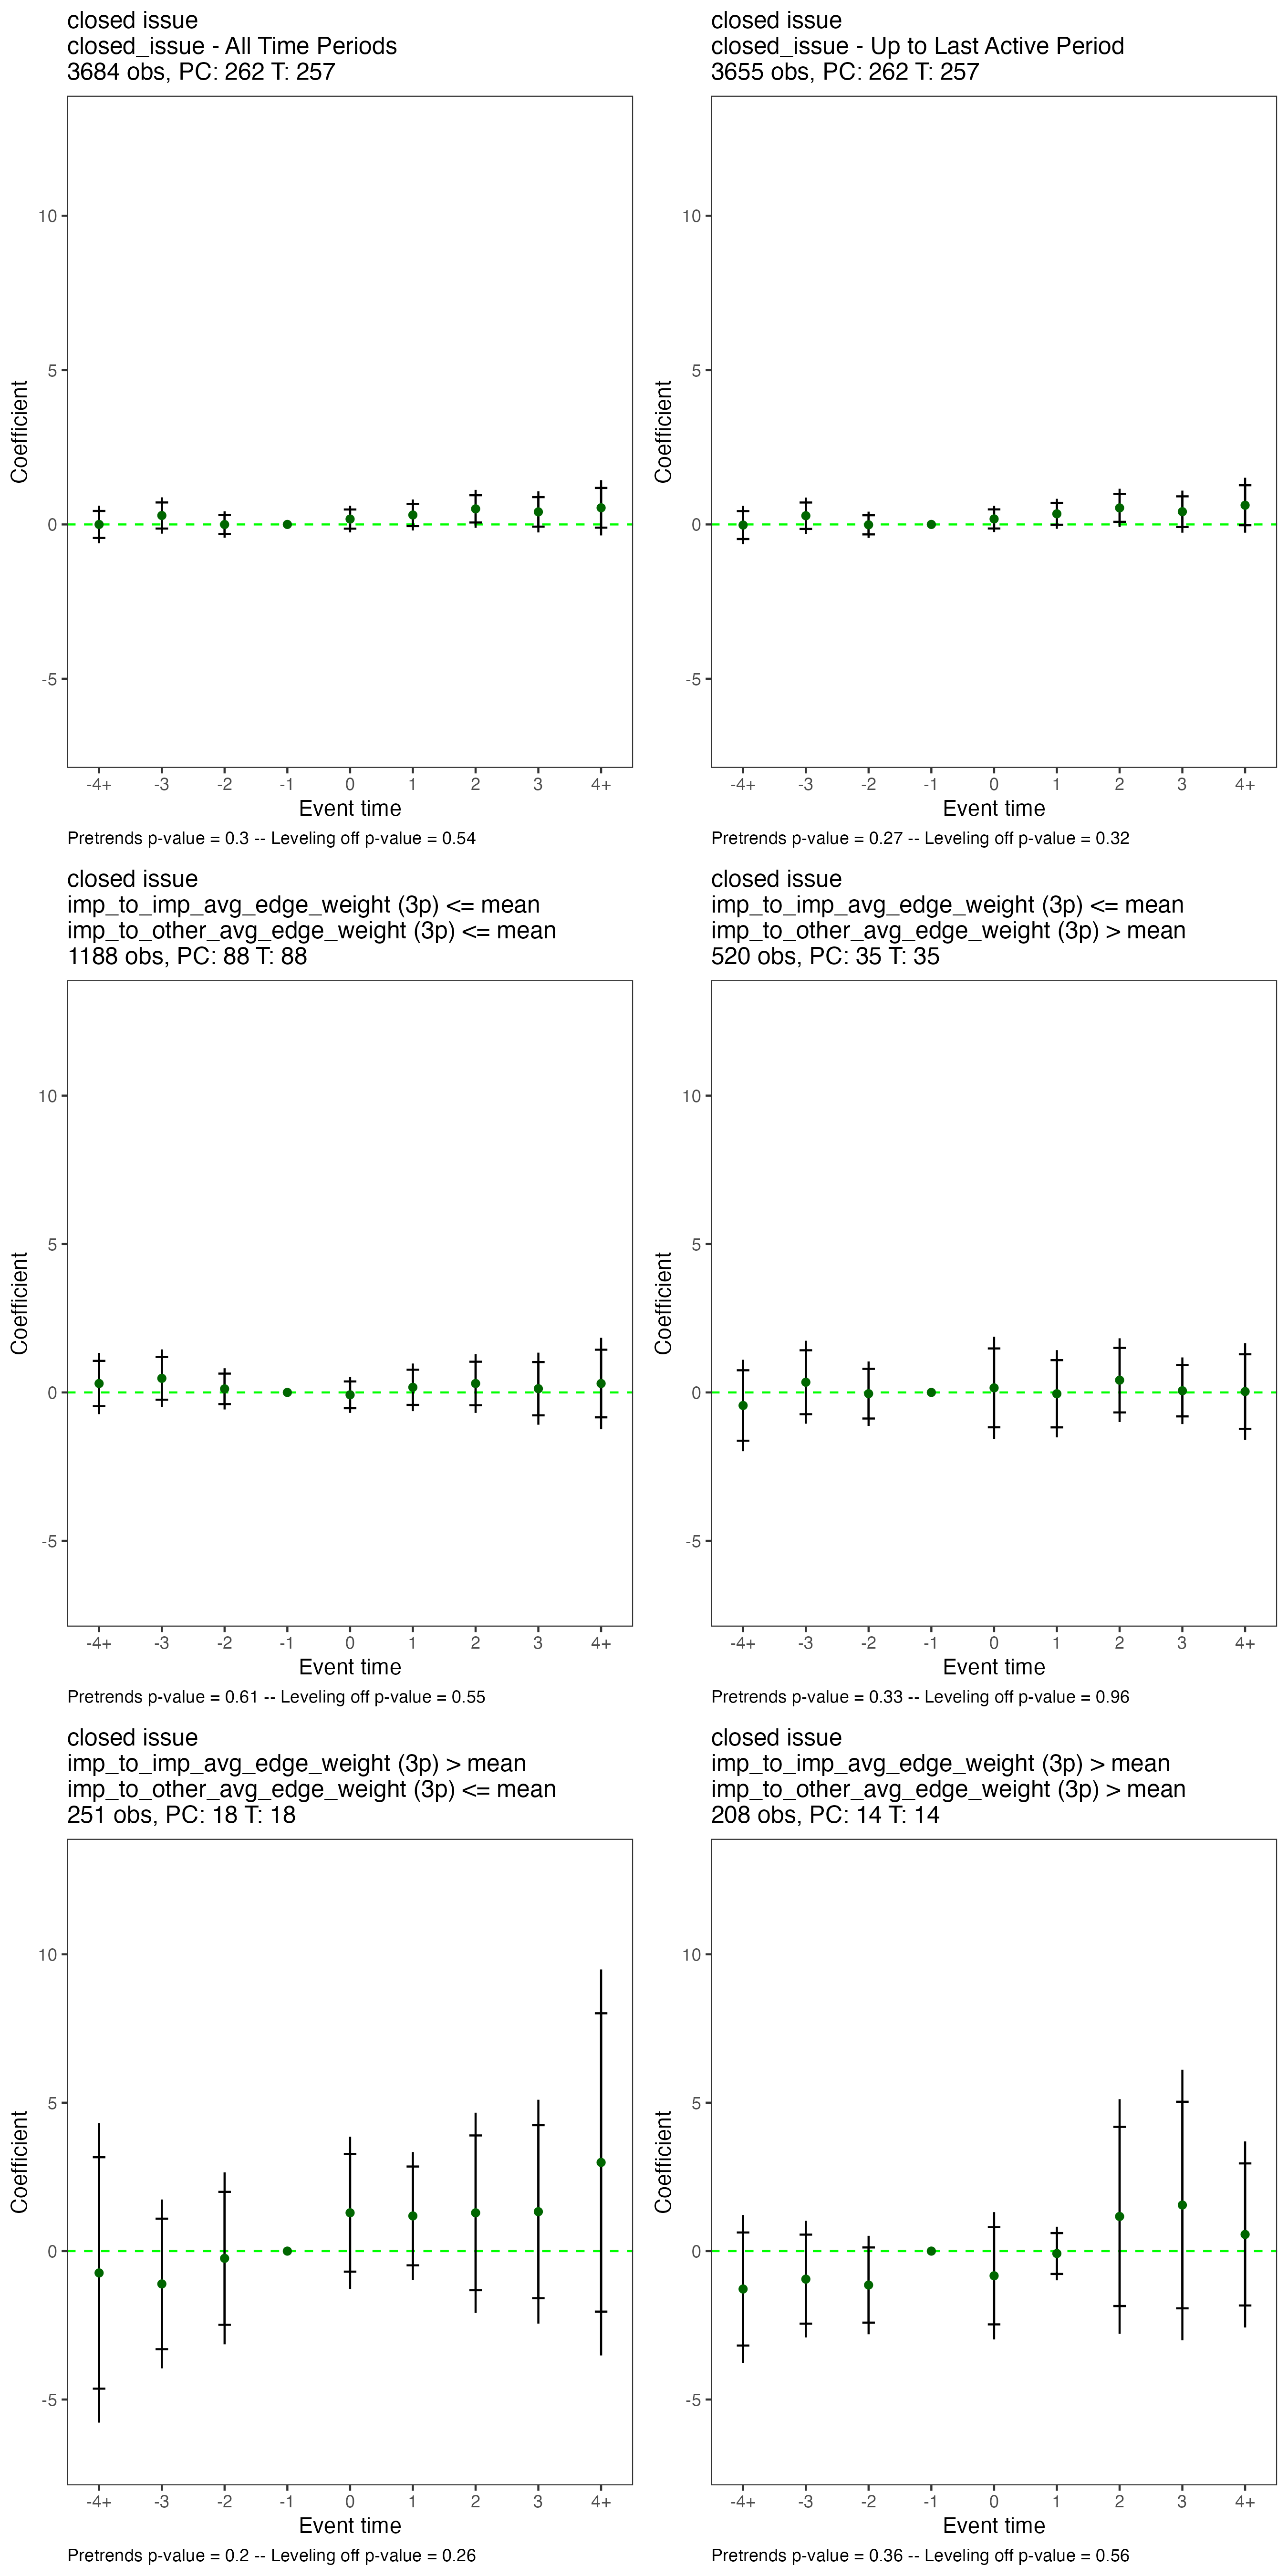 closed issue
closed_issue - All Time Periods
3684 obs, PC: 262 T: 257
10
5
0
-5
Coefficient
-4+ -3 -2 -1 0 1 2 3 4+
Event time
Pretrends p-value = 0.3 -- Leveling off p-value = 0.54
closed issue
closed_issue - Up to Last Active Period
3655 obs, PC: 262 T: 257
10
5
0
-5
Coefficient
-4+ -3 -2 -1 0 1 2 3 4+
Event time
Pretrends p-value = 0.27 -- Leveling off p-value = 0.32
closed issue
imp_to_imp_avg_edge_weight (3p) <= mean
imp_to_other_avg_edge_weight (3p) <= mean
1188 obs, PC: 88 T: 88
10
5
0
-5
Coefficient
-4+ -3 -2 -1 0 1 2 3 4+
Event time
Pretrends p-value = 0.61 -- Leveling off p-value = 0.55
closed issue
imp_to_imp_avg_edge_weight (3p) <= mean
imp_to_other_avg_edge_weight (3p) > mean
520 obs, PC: 35 T: 35
10
5
0
-5
Coefficient
-4+ -3 -2 -1 0 1 2 3 4+
Event time
Pretrends p-value = 0.33 -- Leveling off p-value = 0.96
closed issue
imp_to_imp_avg_edge_weight (3p) > mean
imp_to_other_avg_edge_weight (3p) <= mean
251 obs, PC: 18 T: 18
10
5
0
-5
Coefficient
-4+ -3 -2 -1 0 1 2 3 4+
Event time
Pretrends p-value = 0.2 -- Leveling off p-value = 0.26
closed issue
imp_to_imp_avg_edge_weight (3p) > mean
imp_to_other_avg_edge_weight (3p) > mean
208 obs, PC: 14 T: 14
10
5
0
-5
Coefficient
-4+ -3 -2 -1 0 1 2 3 4+
Event time
Pretrends p-value = 0.36 -- Leveling off p-value = 0.56